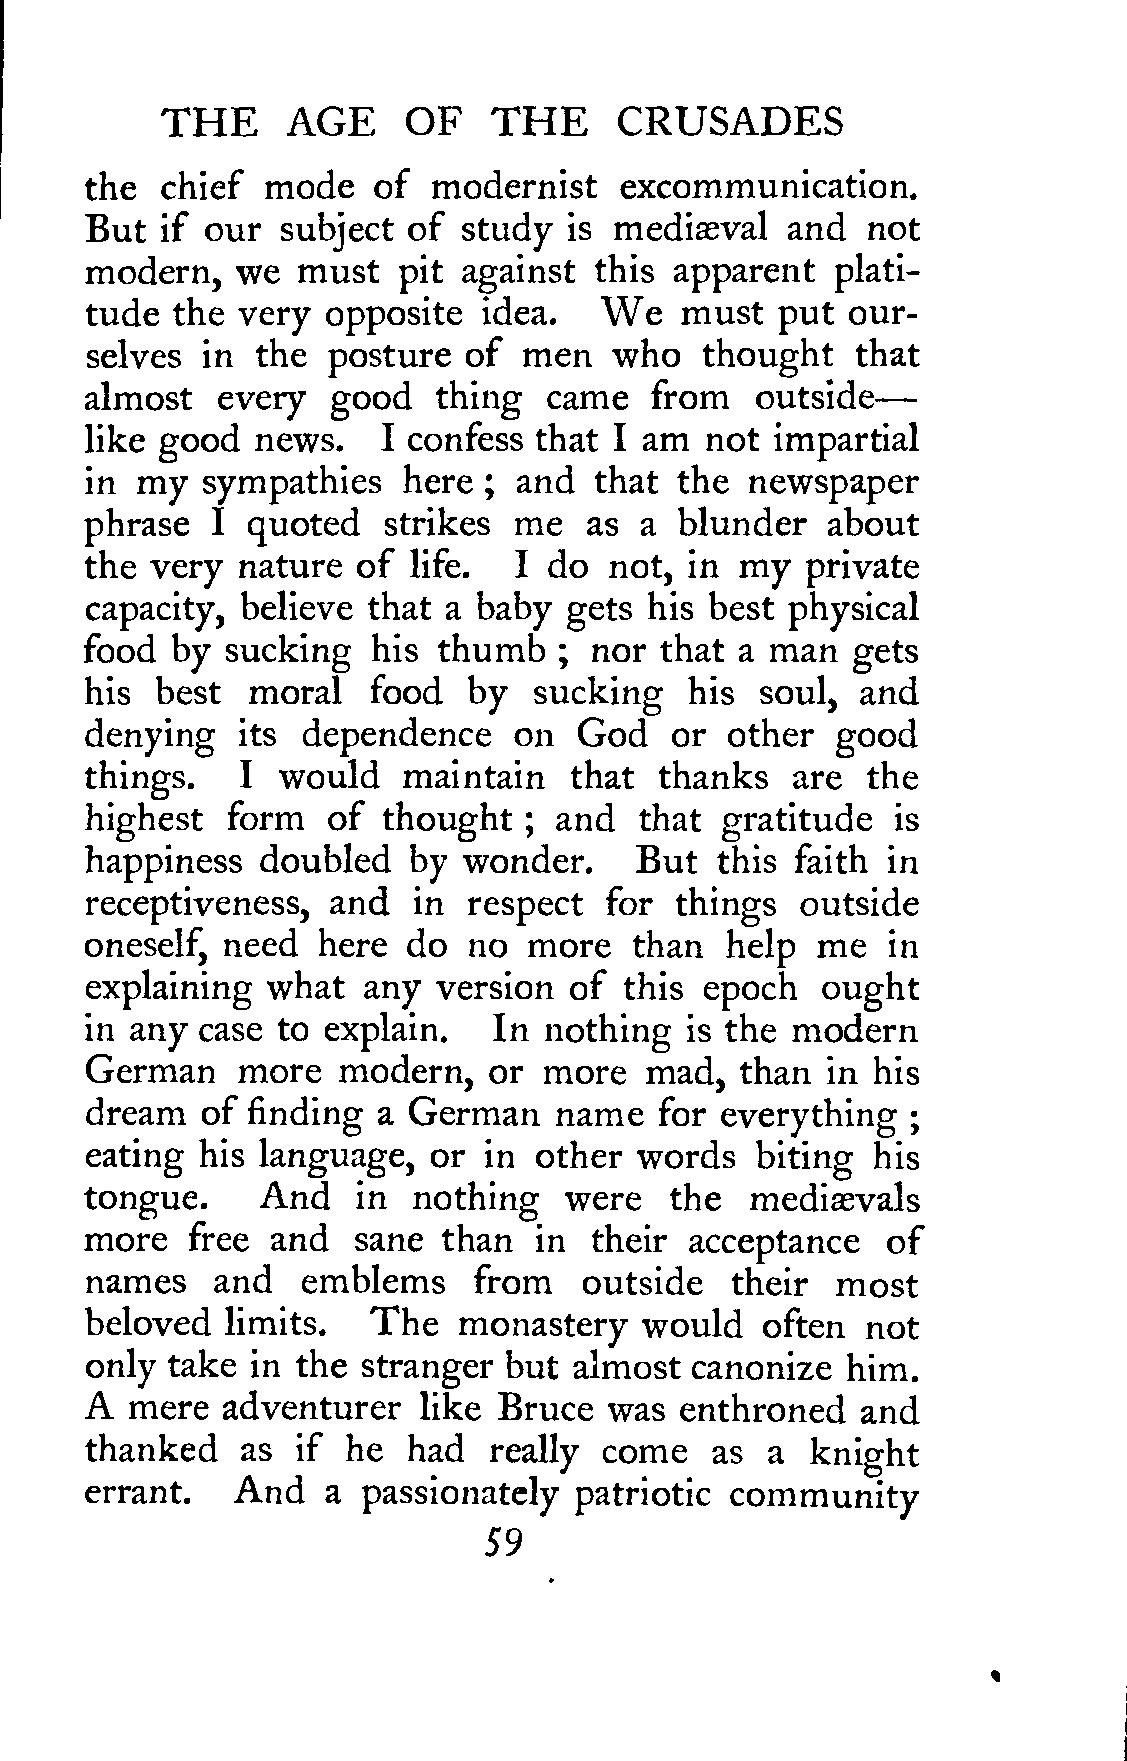 THE AGE OF THE CRUSADES
the chief mode of modernist excommunication.
But if our subject of study is mediæval and not
modern, we must pit against this apparent plati-
tude the very opposite idea. We must put our-
selves in the posture of men who thought that
almost every good thing came from outside—
like good news. I confess that I am not impartial
in my sympathies here ; and that the newspaper
phrase I quoted strikes me as a blunder about
the very nature of life. I do not, in my private
capacity, believe that a baby gets his best physical
food by sucking his thumb ; nor that a man gets
his best moral food by sucking his soul, and
denying its dependence on God or other good
things. I would maintain that thanks are the
highest form of thought ; and that gratitude is
happiness doubled by wonder. But this faith in
receptiveness, and in respect for things outside
oneself, need here do no more than help me in
explaining what any version of this epoch ought
in any case to explain. In nothing is the modern
German more modern, or more mad, than in his
dream of finding a German name for everything ;
eating his language, or in other words biting his
tongue. And in nothing were the mediævals
more free and sane than in their acceptance of
names and emblems from outside their most
beloved limits. The monastery would often not
only take in the stranger but almost canonize him.
A mere adventurer like Bruce was enthroned and
thanked as if he had really come as a knight
errant. And a passionately patriotic community
59